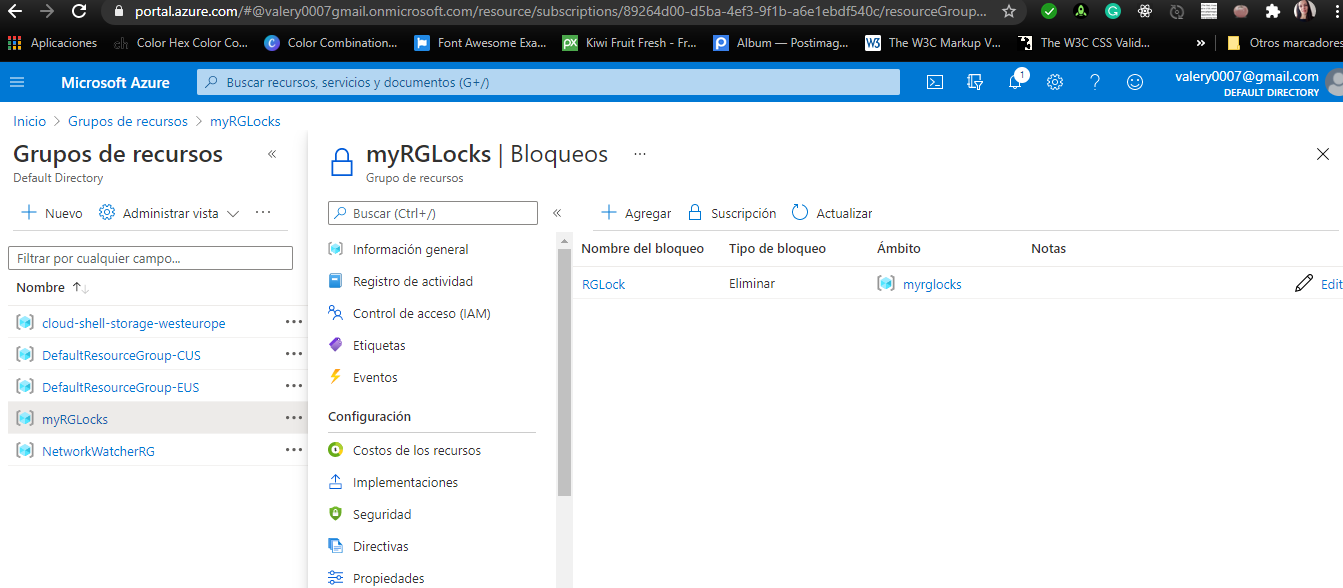 portal.azure.com/#@valery0007gmail.onmicrosoft.com/resource/subscriptions/89264d00-d5ba-4ef3-9f1b-a6e1ebdf540c/resourceGroup...
Aplicaciones Color Hex Color Co... Color Combination... Font Awesome Exa... px Kiwi Fruit Fresh - Fr... Album — Postimag... W3 The W3C Markup V... The W3C CSS Valid... » Otros marcadores
Microsoft Azure Buscar recursos, servicios y documentos (G+/) 1 valery0007@gmail.com
DEFAULT DIRECTORY
Inicio > Grupos de recursos > myRGLocks
Grupos de recursos «
Default Directory
+ Nuevo Administrar vista ...
Filtrar por cualquier campo...
Nombre ↑↓
cloud-shell-storage-westeurope ...
DefaultResourceGroup-CUS ...
DefaultResourceGroup-EUS ...
myRGLocks ...
NetworkWatcherRG ...
myRGLocks | Bloqueos ...
Grupo de recursos
Buscar (Ctrl+/) «
Información general
Registro de actividad
Control de acceso (IAM)
Etiquetas
Eventos
Configuración
Costos de los recursos
Implementaciones
Seguridad
Directivas
Propiedades
+ Agregar Suscripción Actualizar
Nombre del bloqueo Tipo de bloqueo Ámbito Notas
RGLock Eliminar myrglocks Edit